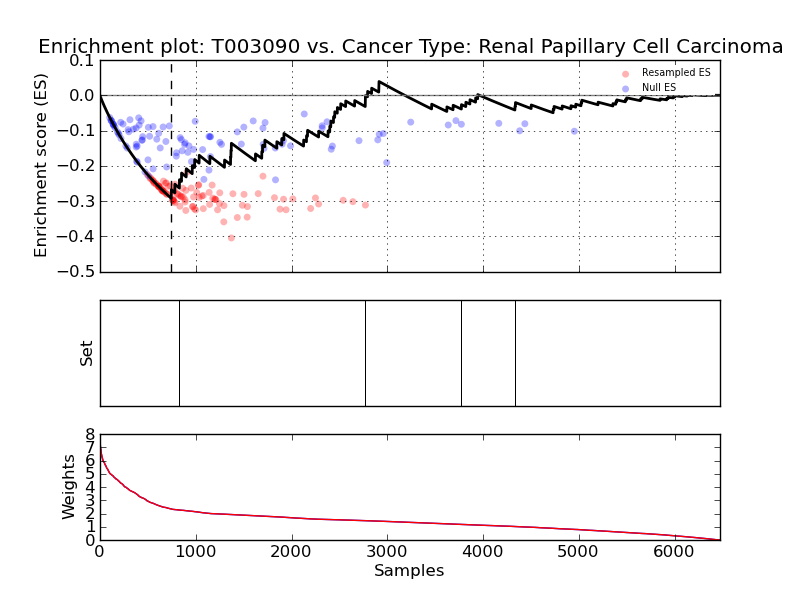 Enrichment plot: T003090 vs. Cancer Type: Renal Papillary Cell Carcinoma
0.1
0.0
−0.1
−0.2
−0.3
−0.4
−0.5
Enrichment score (ES)
Resampled ES
Null ES
Set
8
7
6
5
4
3
2
1
0
Weights
0 1000 2000 3000 4000 5000 6000
Samples